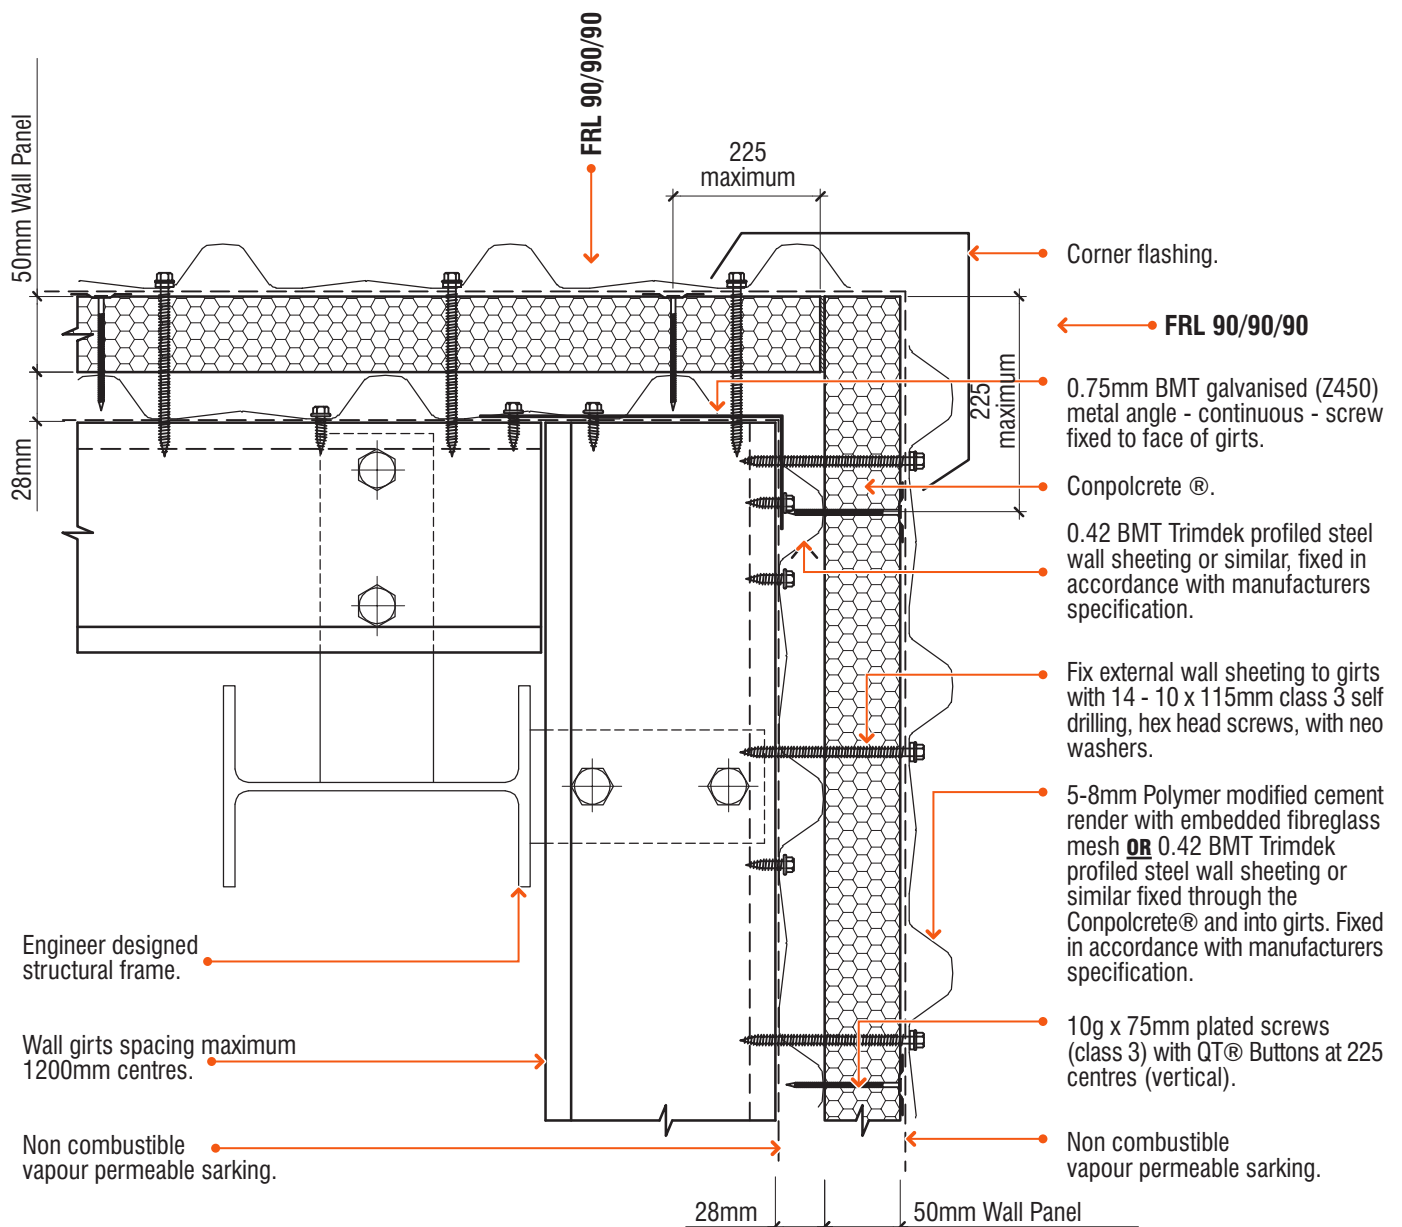 FRL 90/90/90
50mm Wall Panel
225
maximum
Corner flashing.
FRL 90/90/90
225
maximum
0.75mm BMT galvanised (Z450)
metal angle - continuous - screw
fixed to face of girts.
28mm
Conpolcrete ®.
0.42 BMT Trimdek profiled steel
wall sheeting or similar, fixed in
accordance with manufacturers
specification.
Fix external wall sheeting to girts
with 14 - 10 x 115mm class 3 self
drilling, hex head screws, with neo
washers.
5-8mm Polymer modified cement
render with embedded fibreglass
mesh OR 0.42 BMT Trimdek
profiled steel wall sheeting or
similar fixed through the
Conpolcrete® and into girts. Fixed
in accordance with manufacturers
specification.
Engineer designed
structural frame.
Wall girts spacing maximum
1200mm centres.
10g x 75mm plated screws
(class 3) with QT® Buttons at 225
centres (vertical).
Non combustible
vapour permeable sarking.
Non combustible
vapour permeable sarking.
28mm
50mm Wall Panel